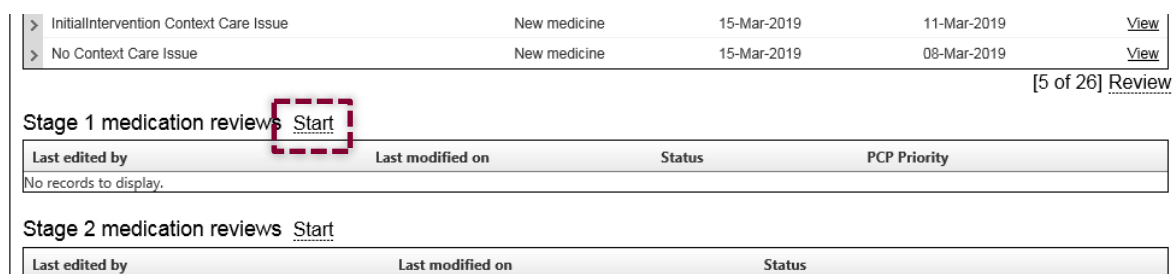 > InitialIntervention Context Care Issue New medicine 15-Mar-2019 11-Mar-2019 View
> No Context Care Issue New medicine 15-Mar-2019 08-Mar-2019 View
[5 of 26] Review
Stage 1 medication reviews Start
Last edited by Last modified on Status PCP Priority
No records to display.
Stage 2 medication reviews Start
Last edited by Last modified on Status